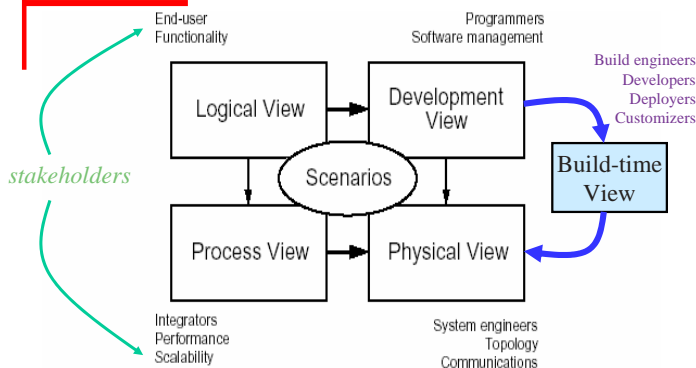 End-user
Functionality
Programmers
Software management
Build engineers
Developers
Deployers
Customizers
Logical View
Development
View
Build-time
View
stakeholders
Scenarios
Process View
Physical View
Integrators
Performance
Scalability
System engineers
Topology
Communications